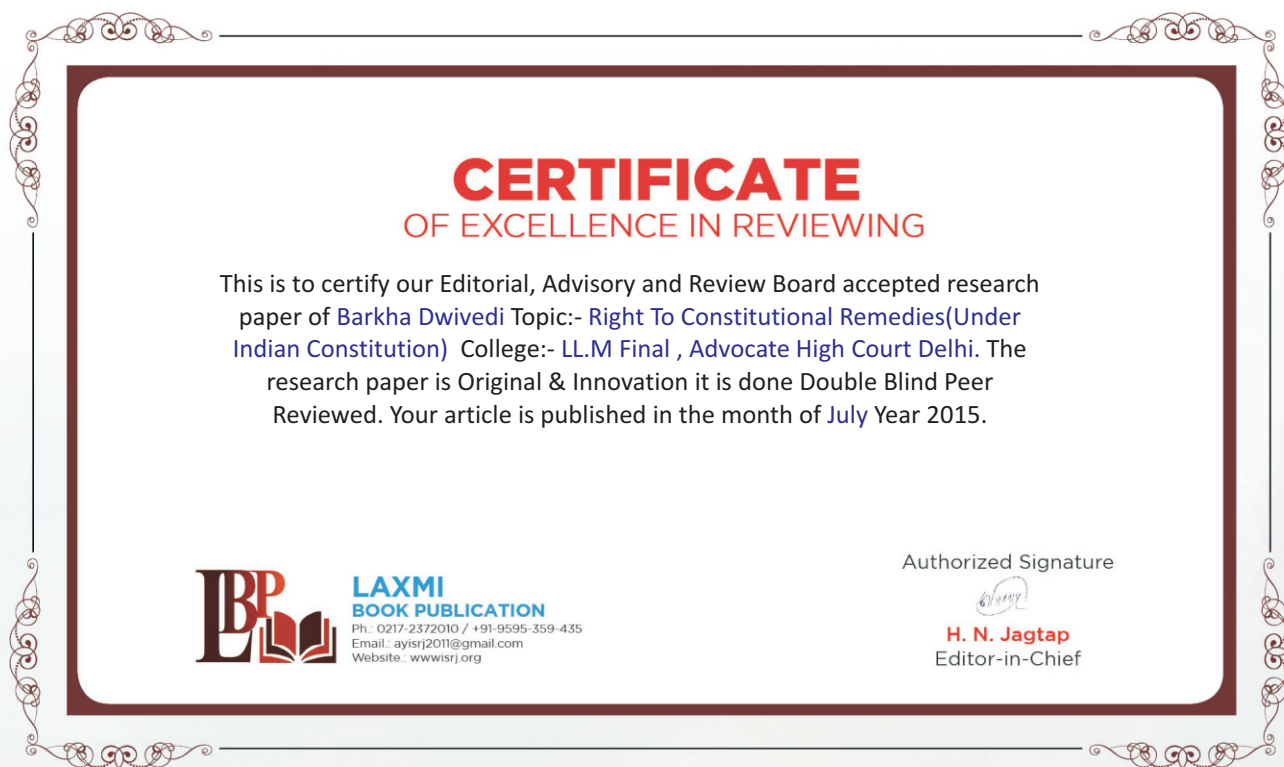 CERTIFICATE
OF EXCELLENCE IN REVIEWING
This is to certify our Editorial, Advisory and Review Board accepted research
paper of Barkha Dwivedi Topic:- Right To Constitutional Remedies(Under
Indian Constitution) College:- LL.M Final , Advocate High Court Delhi. The
research paper is Original & Innovation it is done Double Blind Peer
Reviewed. Your article is published in the month of July Year 2015.
LBP
LAXMI
BOOK PUBLICATION
Ph.: 0217-2372010 / +91-9595-359-435
Email.: ayisrj2011@gmail.com
Website.: wwwisrj.org
Authorized Signature
H. N. Jagtap
Editor-in-Chief